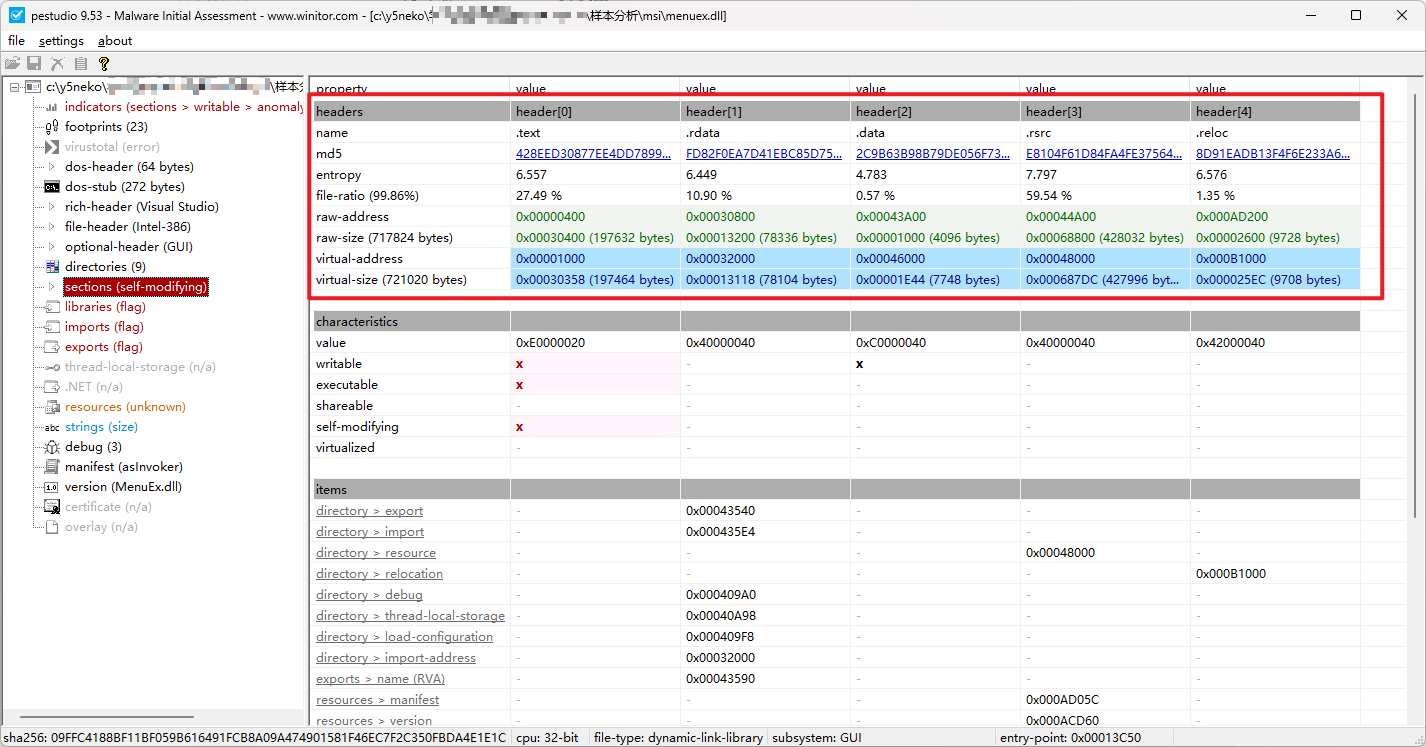 pestudio 9.53 - Malware Initial Assessment - www.winitor.com - [c:\y5neko\ \样本分析\msi\menuex.dll]
file settings about
c:\y5neko\ \样本
indicators (sections > writable > anomaly
footprints (23)
virustotal (error)
dos-header (64 bytes)
dos-stub (272 bytes)
rich-header (Visual Studio)
file-header (Intel-386)
optional-header (GUI)
directories (9)
sections (self-modifying)
libraries (flag)
imports (flag)
exports (flag)
thread-local-storage (n/a)
.NET (n/a)
resources (unknown)
abc strings (size)
debug (3)
manifest (asInvoker)
1.0 version (MenuEx.dll)
certificate (n/a)
overlay (n/a)
property value value value value value
headers header[0] header[1] header[2] header[3] header[4]
name .text .rdata .data .rsrc .reloc
md5 428EED30877EE4DD7899... FD82F0EA7D41EBC85D75... 2C9B63B98B79DE056F73... E8104F61D84FA4FE37564... 8D91EADB13F4F6E233A6...
entropy 6.557 6.449 4.783 7.797 6.576
file-ratio (99.86%) 27.49 % 10.90 % 0.57 % 59.54 % 1.35 %
raw-address 0x00000400 0x00030800 0x00043A00 0x00044A00 0x000AD200
raw-size (717824 bytes) 0x00030400 (197632 bytes) 0x00013200 (78336 bytes) 0x00001000 (4096 bytes) 0x00068800 (428032 bytes) 0x00002600 (9728 bytes)
virtual-address 0x00001000 0x00032000 0x00046000 0x00048000 0x000B1000
virtual-size (721020 bytes) 0x00030358 (197464 bytes) 0x00013118 (78104 bytes) 0x00001E44 (7748 bytes) 0x000687DC (427996 byt... 0x000025EC (9708 bytes)
characteristics
value 0xE0000020 0x40000040 0xC0000040 0x40000040 0x42000040
writable x - x - -
executable x - - - -
shareable - - - - -
self-modifying x - - - -
virtualized - - - - -
items
directory > export - 0x00043540 - - -
directory > import - 0x000435E4 - - -
directory > resource - - - 0x00048000 -
directory > relocation - - - - 0x000B1000
directory > debug - 0x000409A0 - - -
directory > thread-local-storage - 0x00040A98 - - -
directory > load-configuration - 0x000409F8 - - -
directory > import-address - 0x00032000 - - -
exports > name (RVA) - 0x00043590 - - -
resources > manifest - - - 0x000AD05C -
resources > version - - - 0x000ACD60 -
sha256: 09FFC4188BF11BF059B616491FCB8A09A474901581F46EC7F2C350FBDA4E1E1C cpu: 32-bit file-type: dynamic-link-library subsystem: GUI entry-point: 0x00013C50